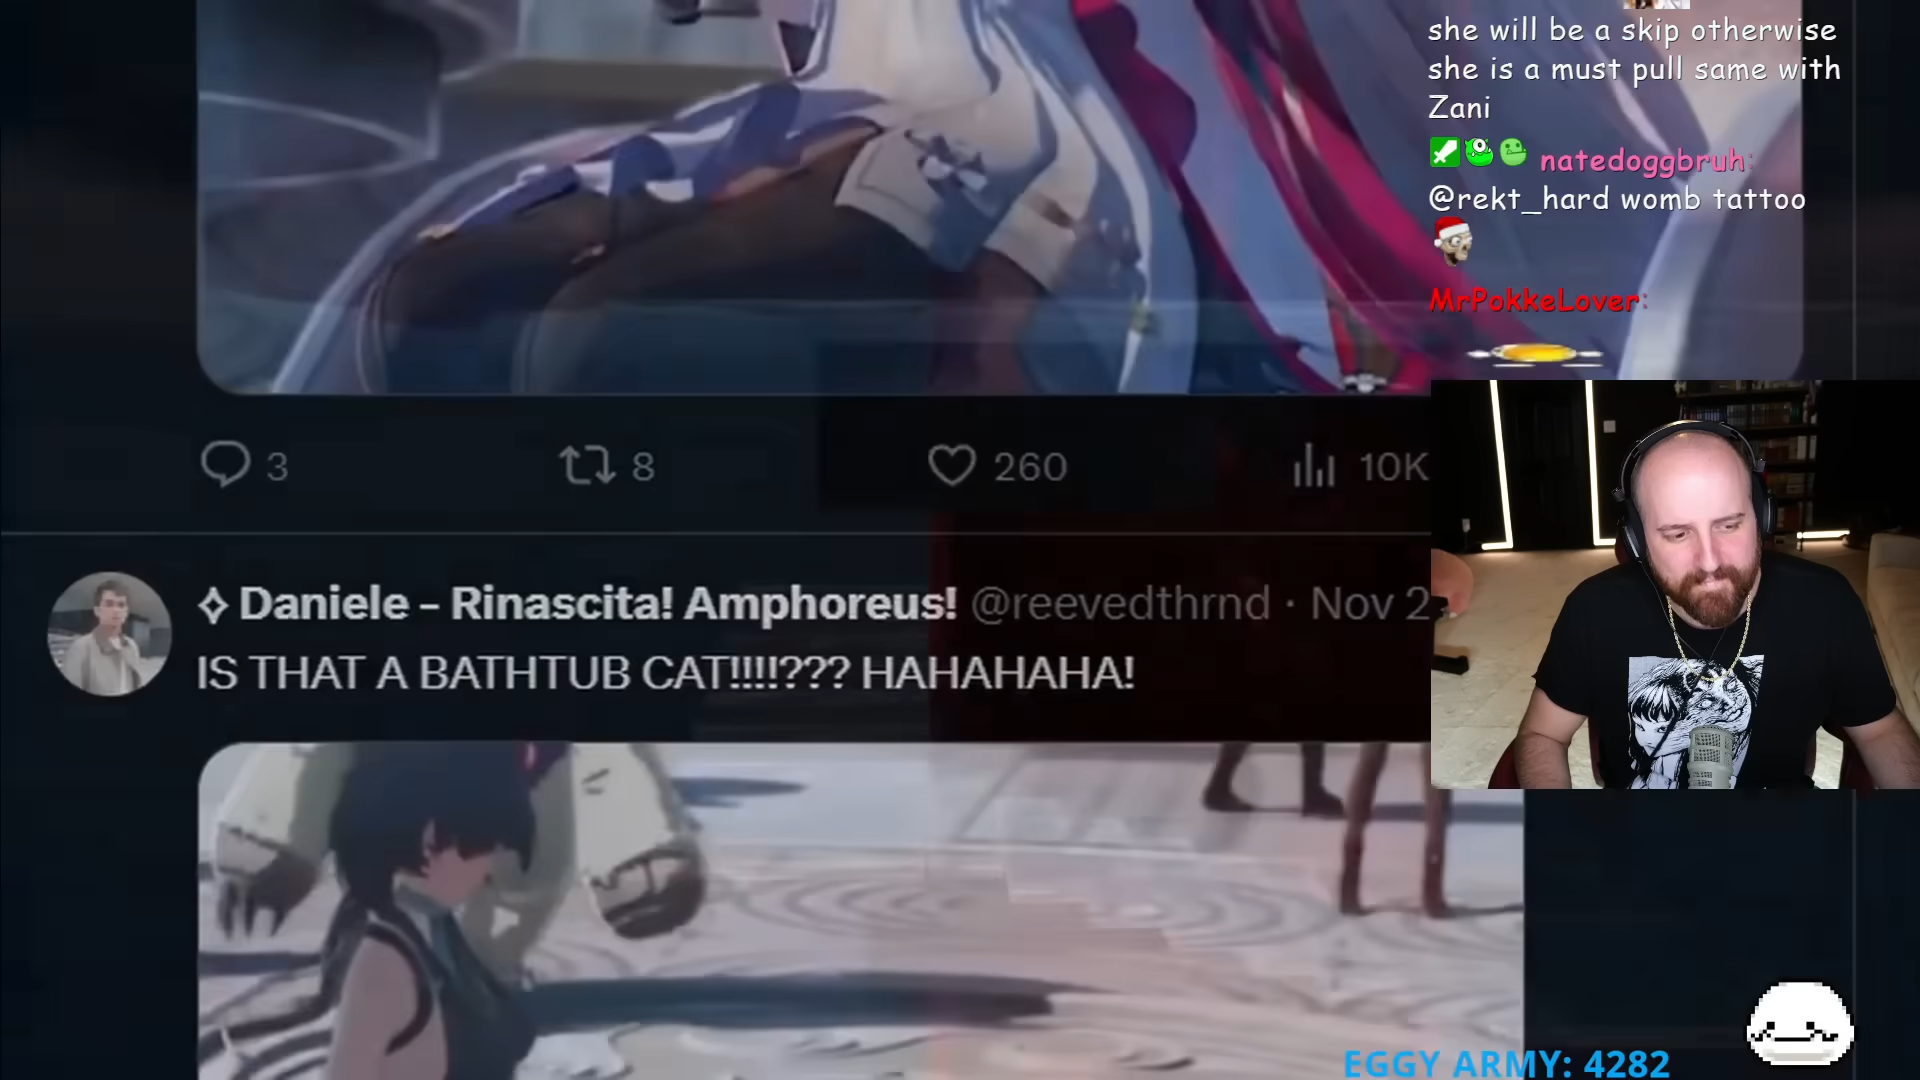 she will be a skip otherwise
she is a must pull same with
Zani
natedoggbruh:
@rekt_hard womb tattoo
MrPokkeLover:
3
8
260
10K
Daniele - Rinascita! Amphoreus! @reevedthrnd · Nov 2
IS THAT A BATHTUB CAT!!!!??? HAHAHAHA!
EGGY ARMY: 4282